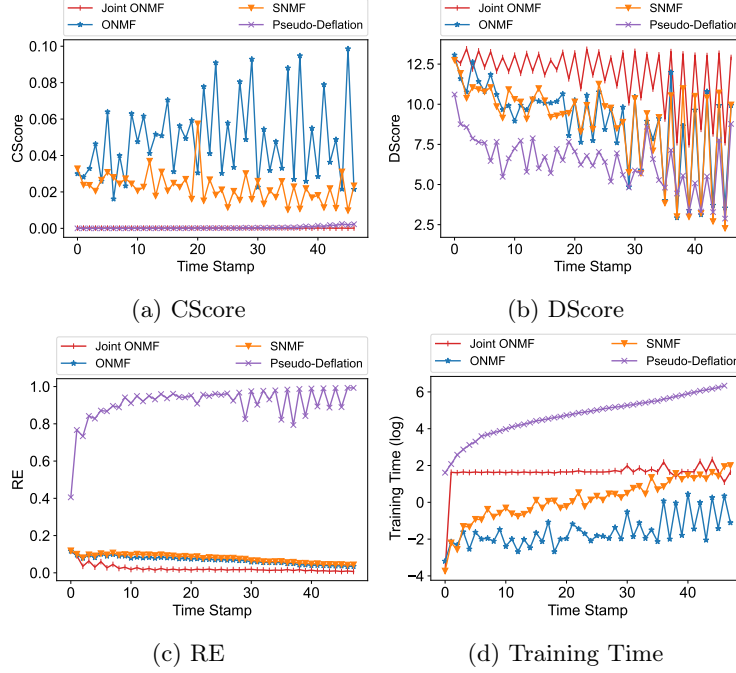 Joint ONMF SNMF
ONMF Pseudo-Deflation
0.10
0.08
0.06
0.04
0.02
0.00
CScore
0 10 20 30 40
Time Stamp
(a) CScore
Joint ONMF SNMF
ONMF Pseudo-Deflation
12.5
10.0
7.5
5.0
2.5
DScore
0 10 20 30 40
Time Stamp
(b) DScore
Joint ONMF SNMF
ONMF Pseudo-Deflation
1.0
0.8
0.6
0.4
0.2
0.0
RE
0 10 20 30 40
Time Stamp
(c) RE
Joint ONMF SNMF
ONMF Pseudo-Deflation
6
4
2
0
−2
−4
Training Time (log)
0 10 20 30 40
Time Stamp
(d) Training Time